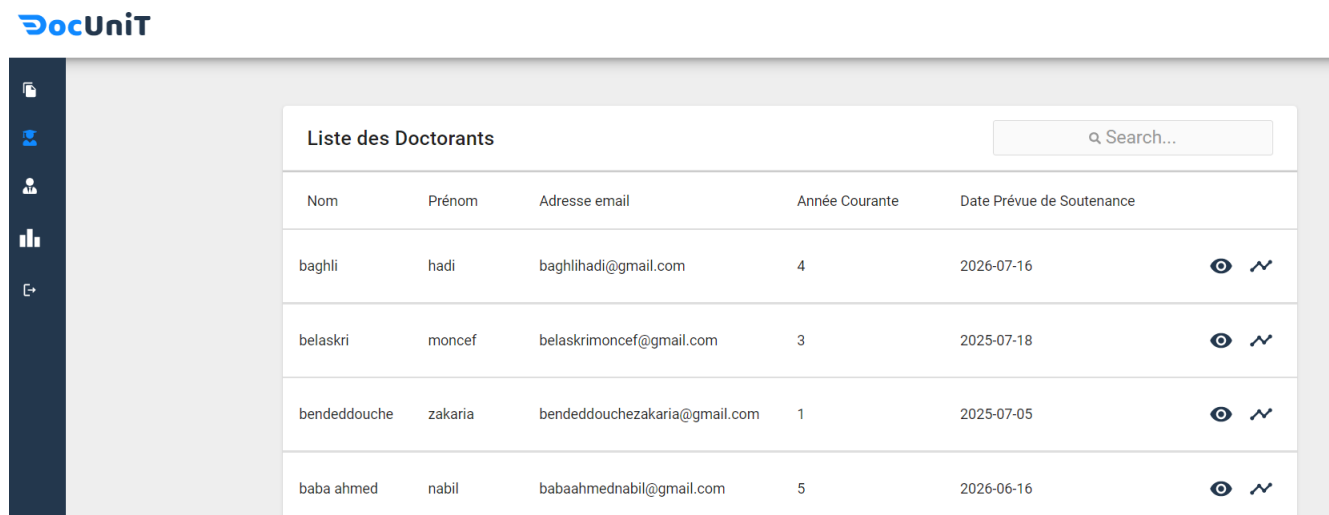 DocUniT
Liste des Doctorants
Search...
Nom Prénom Adresse email Année Courante Date Prévue de Soutenance
baghli hadi baghlihadi@gmail.com 4 2026-07-16
belaskri moncef belaskrimoncef@gmail.com 3 2025-07-18
bendeddouche zakaria bendeddouchezakaria@gmail.com 1 2025-07-05
baba ahmed nabil babaahmednabil@gmail.com 5 2026-06-16